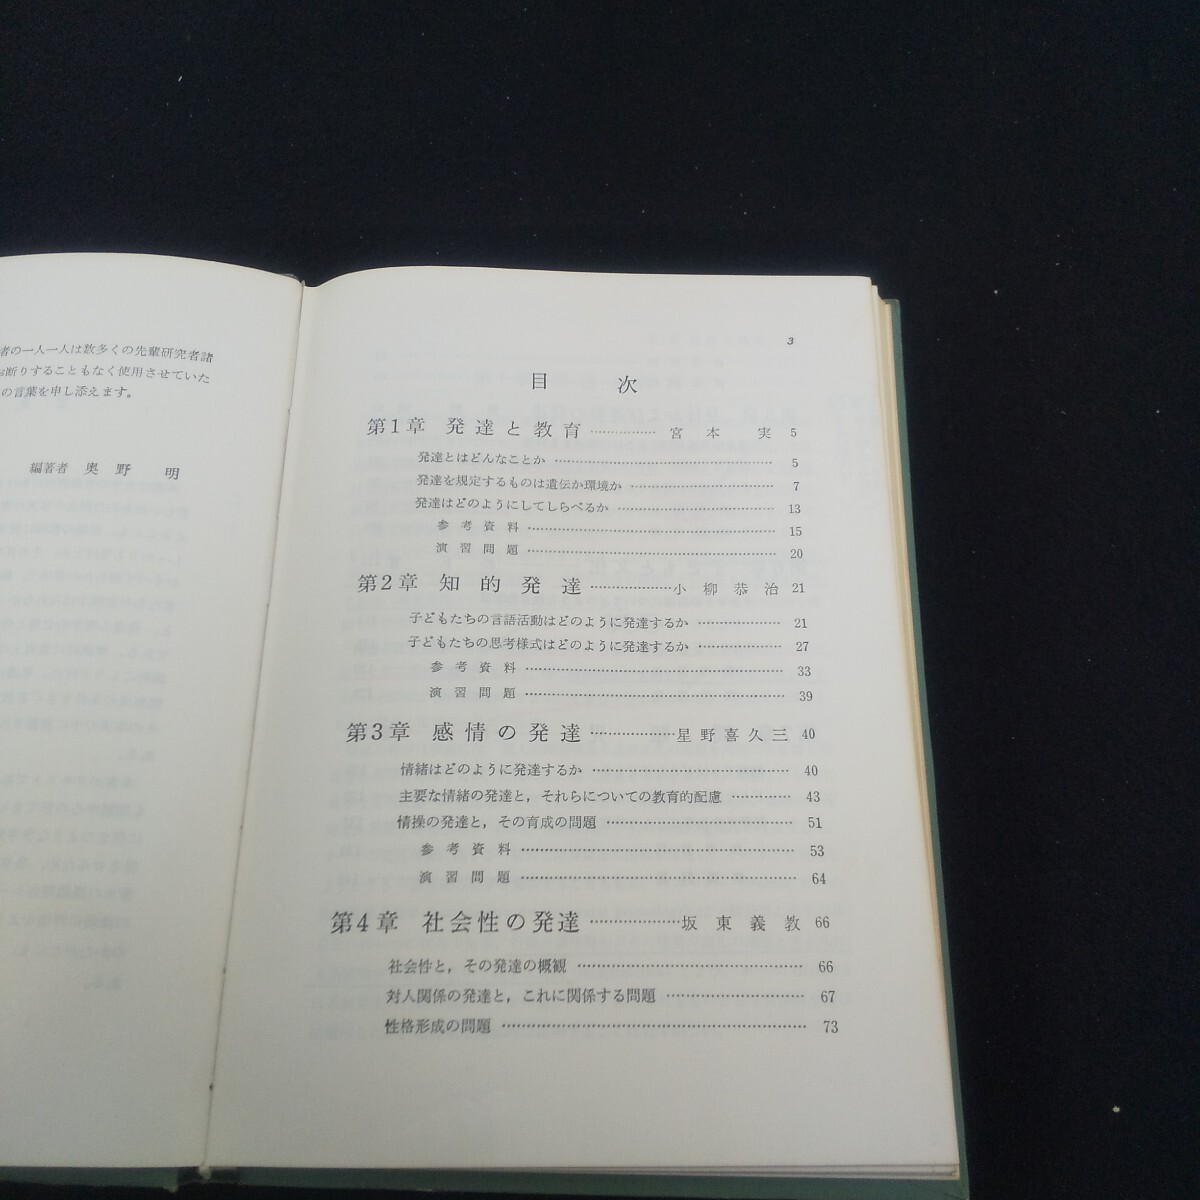 者の一人一人は数多くの先輩研究者諸
お断りすることもなく使用させていた
の言葉を申し添えます。
編著者 奥野 明
3
目 次
第1章 発達と教育 ……………… 宮本 実 5
発達とはどんなことか ……………… 5
発達を規定するものは遺伝か環境か ……………… 7
発達はどのようにしてしらべるか ……………… 13
参考資料 ……………… 15
演習問題 ……………… 20
第2章 知的発達 ……………… 小柳恭治 21
子どもたちの言語活動はどのように発達するか ……………… 21
子どもたちの思考様式はどのように発達するか ……………… 27
参考資料 ……………… 33
演習問題 ……………… 39
第3章 感情の発達 ……………… 星野喜久三 40
情緒はどのように発達するか ……………… 40
主要な情緒の発達と，それらについての教育的配慮 ………… 43
情操の発達と，その育成の問題 ……………… 51
参考資料 ……………… 53
演習問題 ……………… 64
第4章 社会性の発達 ……………… 坂東義教 66
社会性と，その発達の概観 ……………… 66
対人関係の発達と，これに関係する問題 ……………… 67
性格形成の問題 ……………… 73